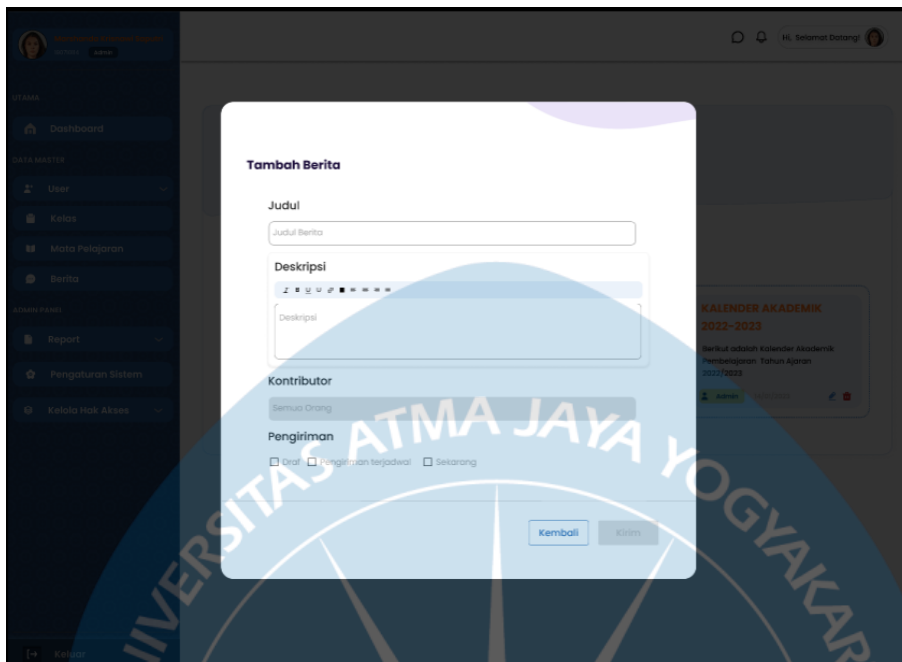 Admin
Hi, Selamat Datang!
UTAMA
Dashboard
DATA MASTER
User
Kelas
Mata Pelajaran
Berita
ADMIN PANEL
Report
Pengaturan Sistem
Kelola Hak Akses
Keluar
Tambah Berita
Judul
Judul Berita
Deskripsi
Deskripsi
Kontributor
Semua Orang
Pengiriman
Draf Pengiriman terjadwal Sekarang
Kembali Kirim
KALENDER AKADEMIK
2022-2023
Berikut adalah Kalender Akademik
Pembelajaran Tahun Ajaran
2022/2023
Admin
UNIVERSITAS ATMA JAYA YOGYAKAR